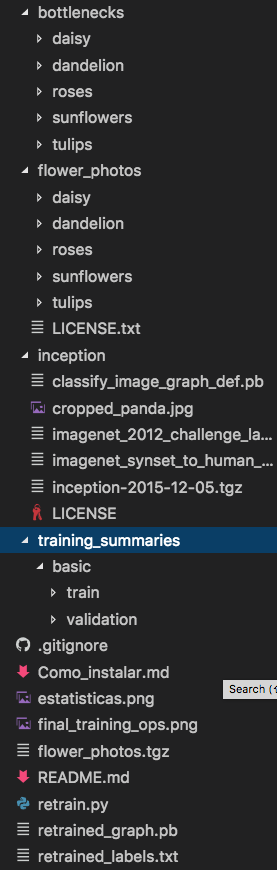 bottlenecks
daisy
dandelion
roses
sunflowers
tulips
flower_photos
daisy
dandelion
roses
sunflowers
tulips
LICENSE.txt
inception
classify_image_graph_def.pb
cropped_panda.jpg
imagenet_2012_challenge_la...
imagenet_synset_to_human_...
inception-2015-12-05.tgz
LICENSE
training_summaries
basic
train
validation
.gitignore
Como_instalar.md
Search (⇧
estatisticas.png
final_training_ops.png
flower_photos.tgz
README.md
retrain.py
retrained_graph.pb
retrained_labels.txt